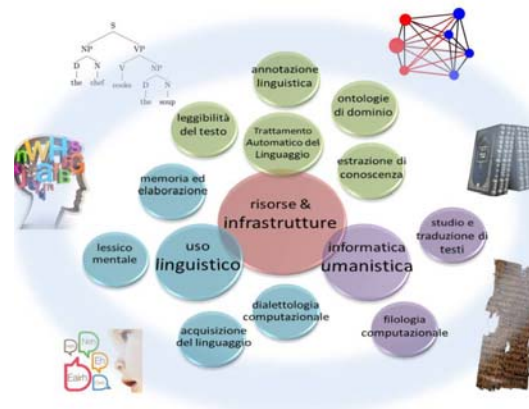 S
NP VP
D N V NP
the chef cooks D N
the soup
annotazione
linguistica
ontologie
di dominio
leggibilità
del testo
Trattamento
Automatico del
Linguaggio
estrazione di
conoscenza
memoria ed
elaborazione
risorse &
infrastrutture
studio e
traduzione di
testi
lessico
mentale
uso
linguistico
informatica
umanistica
dialettologia
computazionale
acquisizione
del linguaggio
filologia
computazionale